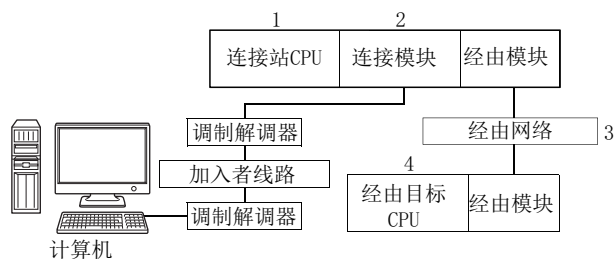 1
2
连接站CPU
连接模块
经由模块
调制解调器
经由网络
3
加入者线路
4
经由目标
CPU
经由模块
调制解调器
计算机